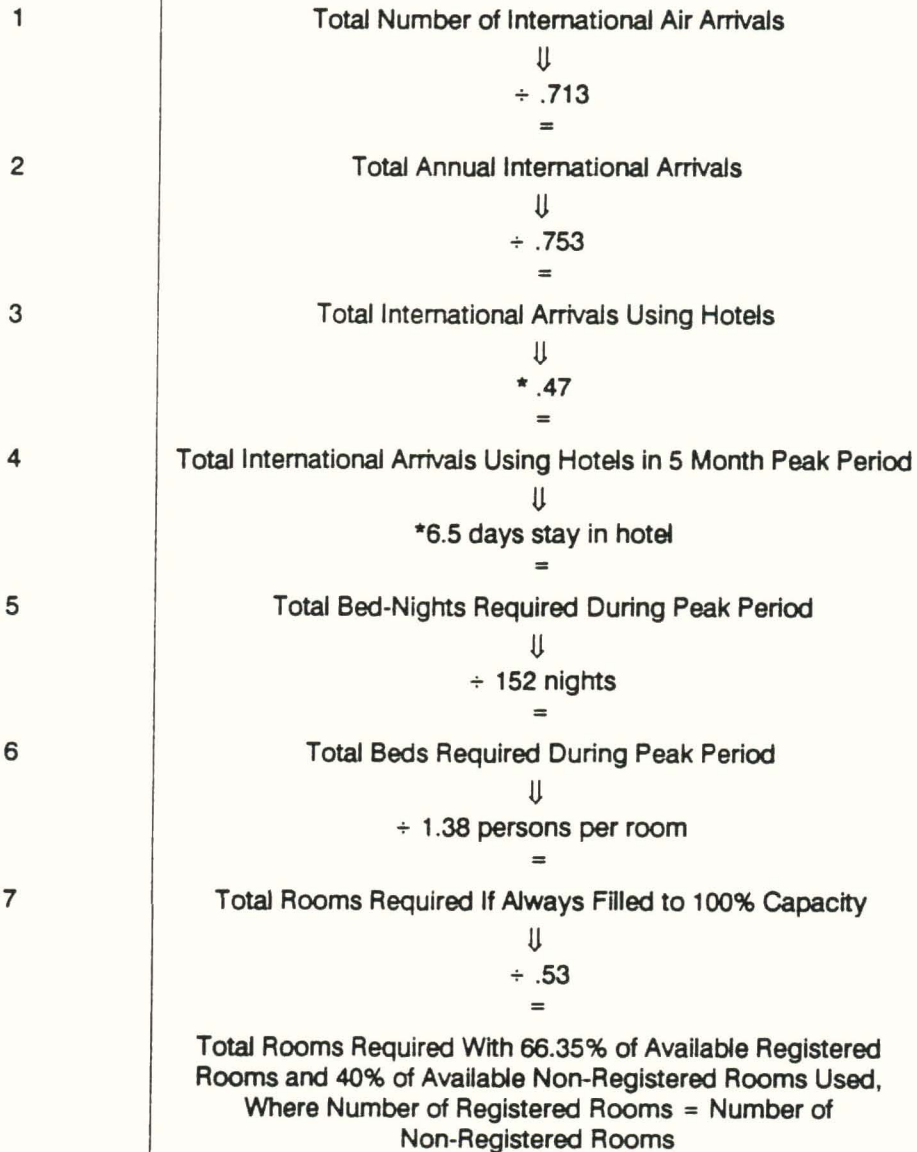 1 Total Number of International Air Arrivals
⇓
÷ .713
=
2 Total Annual International Arrivals
⇓
÷ .753
=
3 Total International Arrivals Using Hotels
⇓
* .47
=
4 Total International Arrivals Using Hotels in 5 Month Peak Period
⇓
*6.5 days stay in hotel
=
5 Total Bed-Nights Required During Peak Period
⇓
÷ 152 nights
=
6 Total Beds Required During Peak Period
⇓
÷ 1.38 persons per room
=
7 Total Rooms Required If Always Filled to 100% Capacity
⇓
÷ .53
=
Total Rooms Required With 66.35% of Available Registered
Rooms and 40% of Available Non-Registered Rooms Used,
Where Number of Registered Rooms = Number of
Non-Registered Rooms